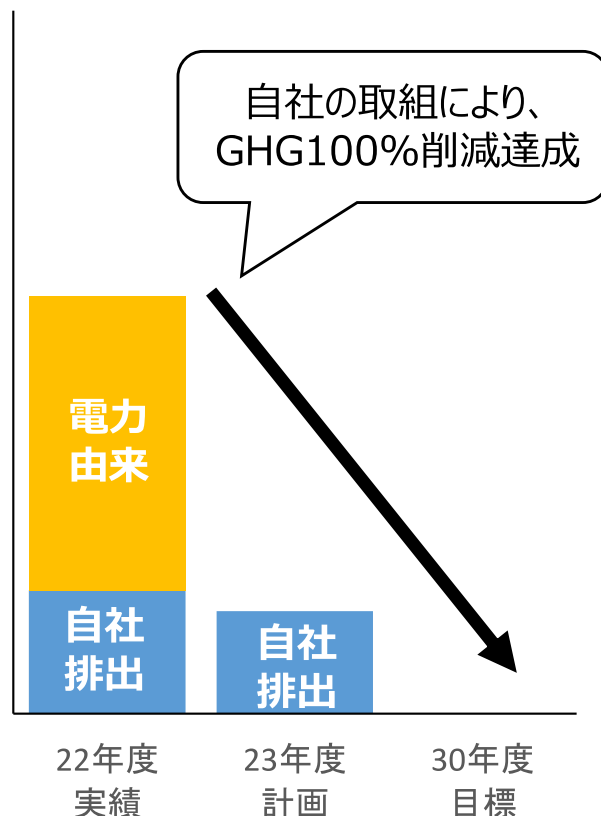 自社の取組により、
GHG100%削減達成
電力
由来
自社
排出
自社
排出
22年度
実績
23年度
計画
30年度
目標